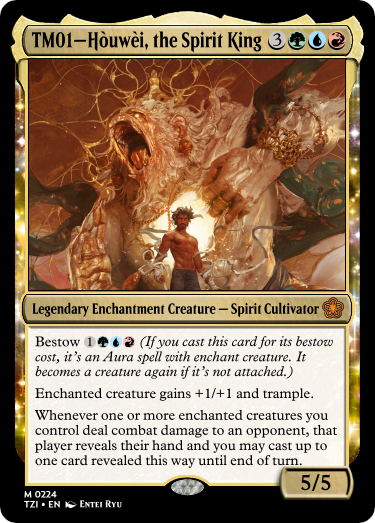 TM01–Hòuwèi, the Spirit King 3
Legendary Enchantment Creature — Spirit Cultivator
Bestow 1 (If you cast this card for its bestow
cost, it's an Aura spell with enchant creature. It
becomes a creature again if it's not attached.)
Enchanted creature gains +1/+1 and trample.
Whenever one or more enchanted creatures you
control deal combat damage to an opponent, that
player reveals their hand and you may cast up to
one card revealed this way until end of turn.
5/5
M 0224
TZI • EN Entei Ryu